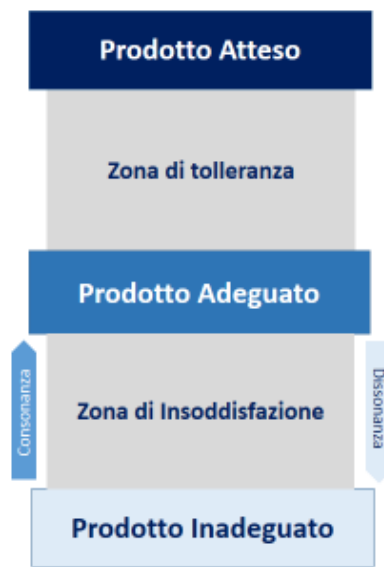 Prodotto Atteso
Zona di tolleranza
Prodotto Adeguato
Consonanza
Zona di Insoddisfazione
Dissonanza
Prodotto Inadeguato